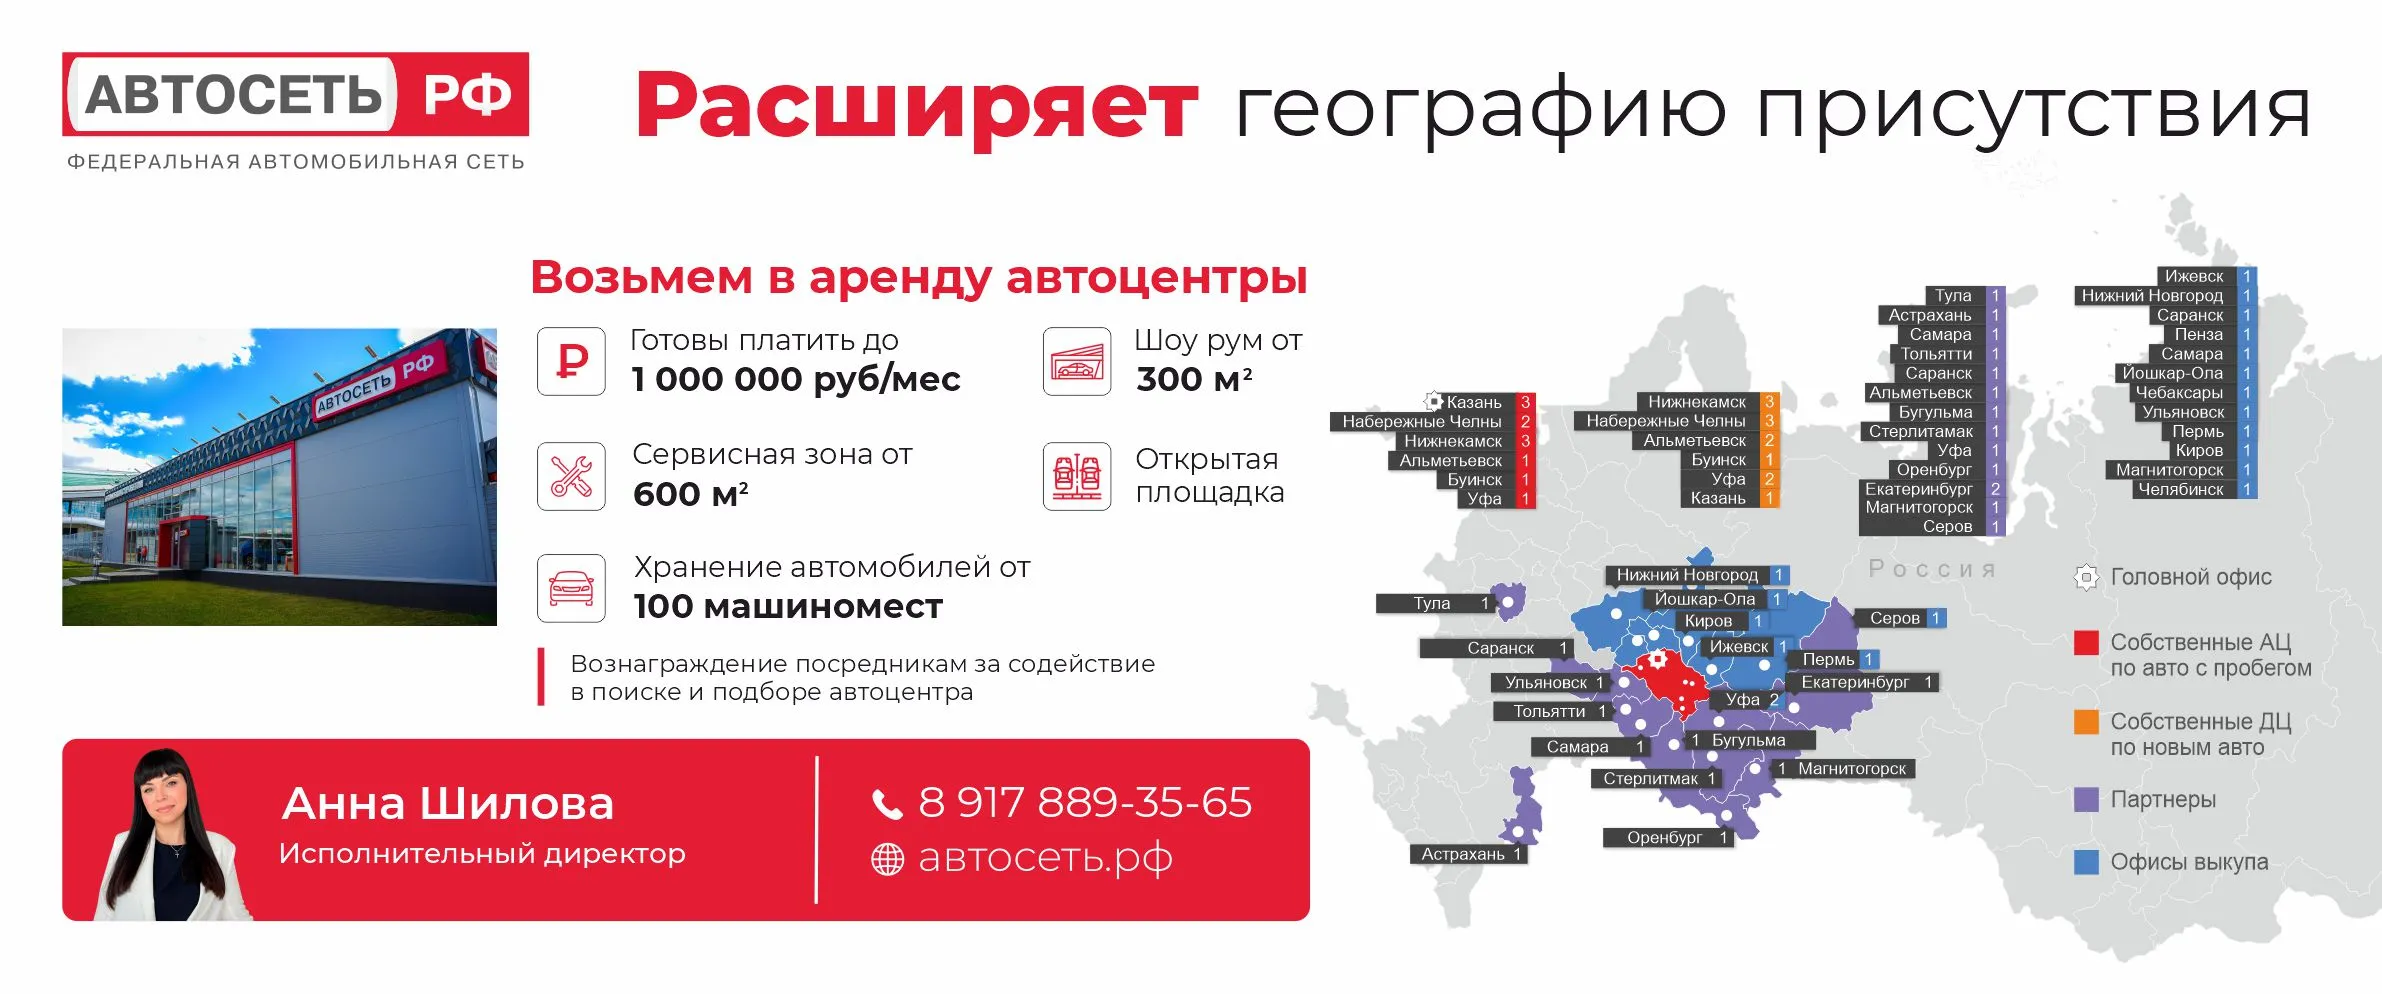 АВТОСЕТЬ РФ
ФЕДЕРАЛЬНАЯ АВТОМОБИЛЬНАЯ СЕТЬ
Расширяет география присутствия
Возьмем в аренду автоцентры
Готовы платить до
1 000 000 руб/мес
Шоу рум от
300 м²
Сервисная зона от
600 м²
Открытая
площадка
Хранение автомобилей от
100 машиномест
Вознаграждение посредникам за содействие
в поиске и подборе автоцентра
АВТОСЕТЬ РФ
Анна Шилова
Исполнительный директор
8 917 889-35-65
автосеть.рф
Казань 3
Набережные Челны 2
Нижнекамск 3
Альметьевск 1
Буинск 1
Уфа 1
Нижнекамск 3
Набережные Челны 3
Альметьевск 2
Буинск 1
Уфа 2
Казань 1
Тула 1
Астрахань 1
Самара 1
Тольятти 1
Саранск 1
Альметьевск 1
Бугульма 1
Стерлитамак 1
Уфа 1
Оренбург 1
Екатеринбург 2
Магнитогорск 1
Серов 1
Ижевск 1
Нижний Новгород 1
Саранск 1
Пенза 1
Самара 1
Йошкар-Ола 1
Чебаксары 1
Ульяновск 1
Пермь 1
Киров 1
Магнитогорск 1
Челябинск 1
Россия
Нижний Новгород 1
Йошкар-Ола 1
Киров 1
Тула 1
Серов 1
Саранск 1
Ижевск 1
Пермь 1
Ульяновск 1
Екатеринбург 1
Уфа 2
Тольятти 1
Самара 1
1 Бугульма
Стерлитмак 1
1 Магнитогорск
Оренбург 1
Астрахань 1
Головной офис
Собственные АЦ
по авто с пробегом
Собственные ДЦ
по новым авто
Партнеры
Офисы выкупа